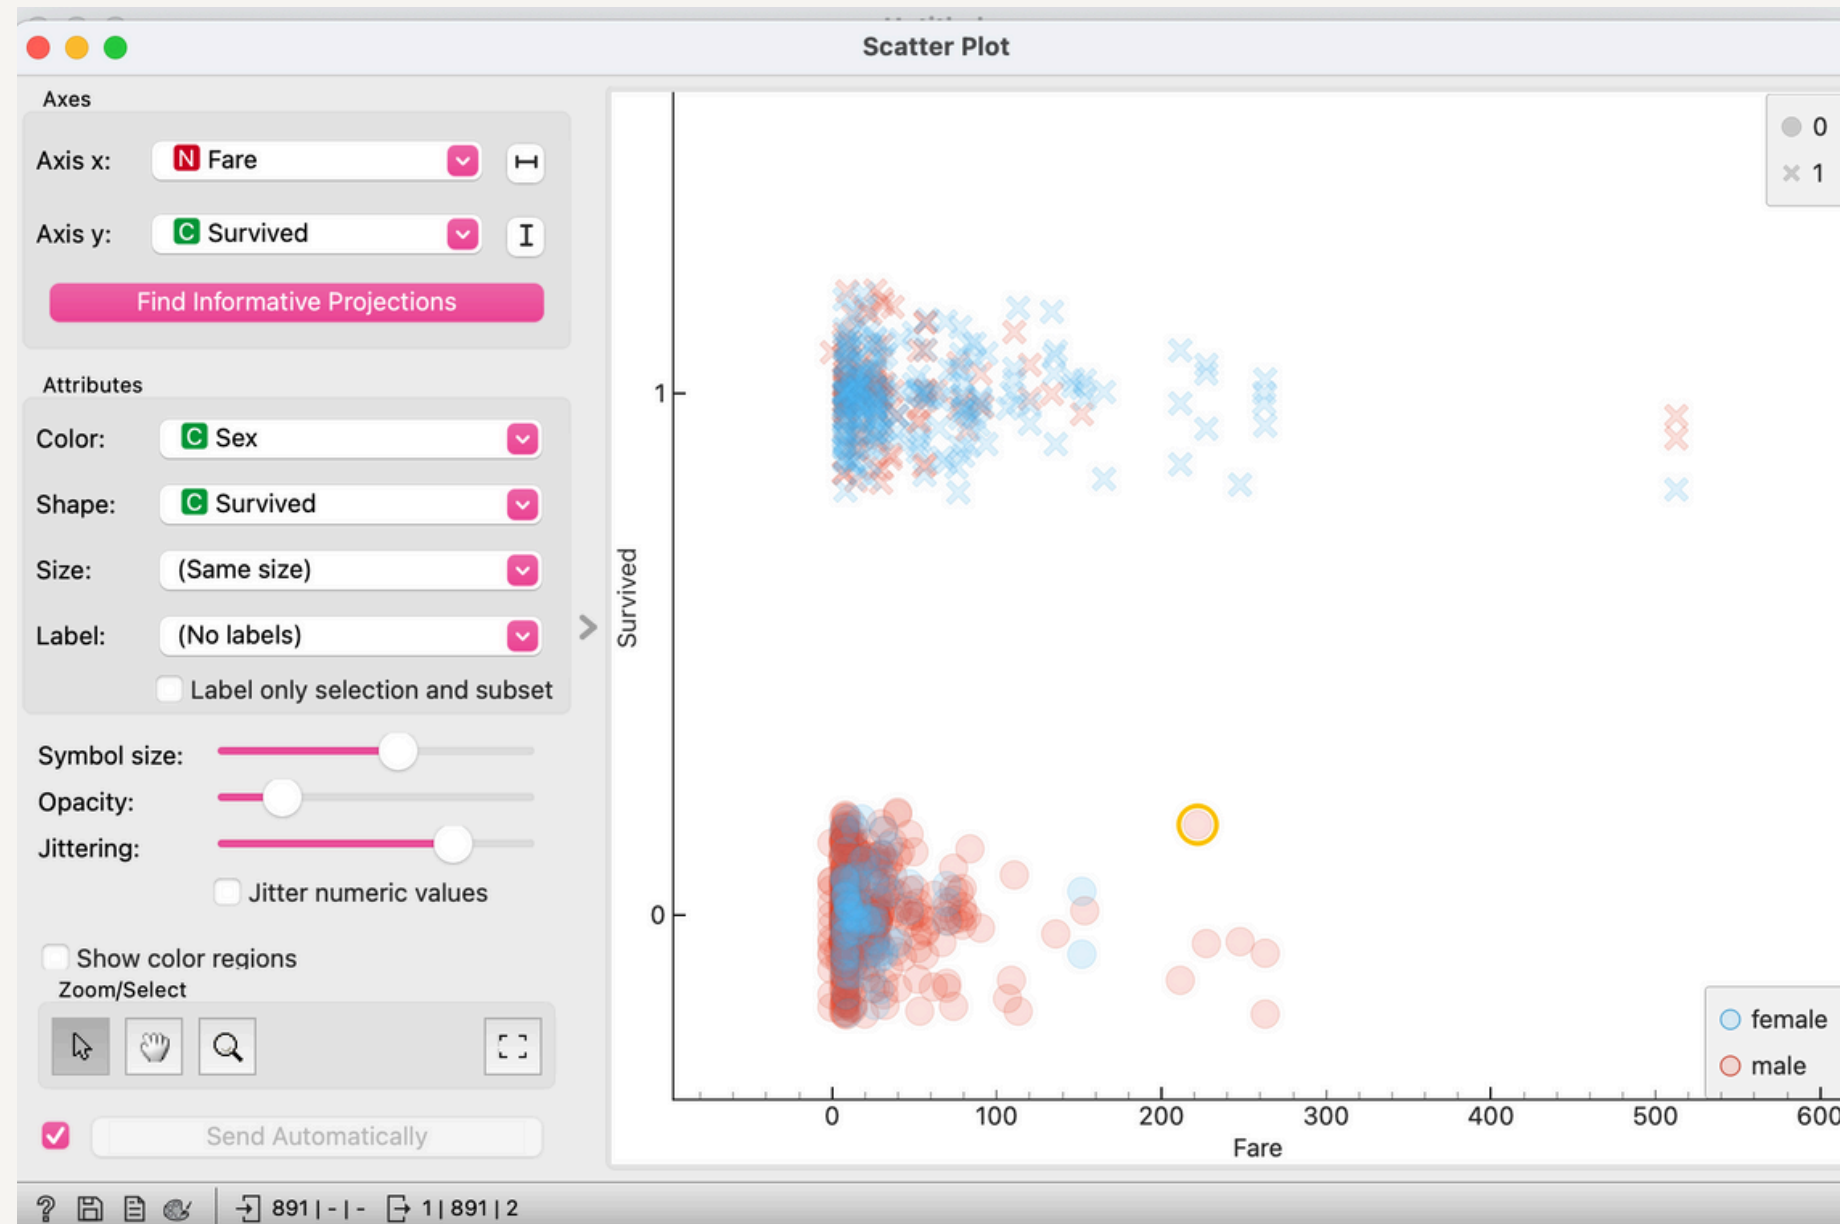 Scatter Plot
Axes
Axis x: N Fare
Axis y: C Survived
Find Informative Projections
Attributes
Color: C Sex
Shape: C Survived
Size: (Same size)
Label: (No labels)
Label only selection and subset
Symbol size:
Opacity:
Jittering:
Jitter numeric values
Show color regions
Zoom/Select
Send Automatically
? 891 | - | - 1 | 891 | 2
0
1
Survived
1
0
female
male
0 100 200 300 400 500 600
Fare